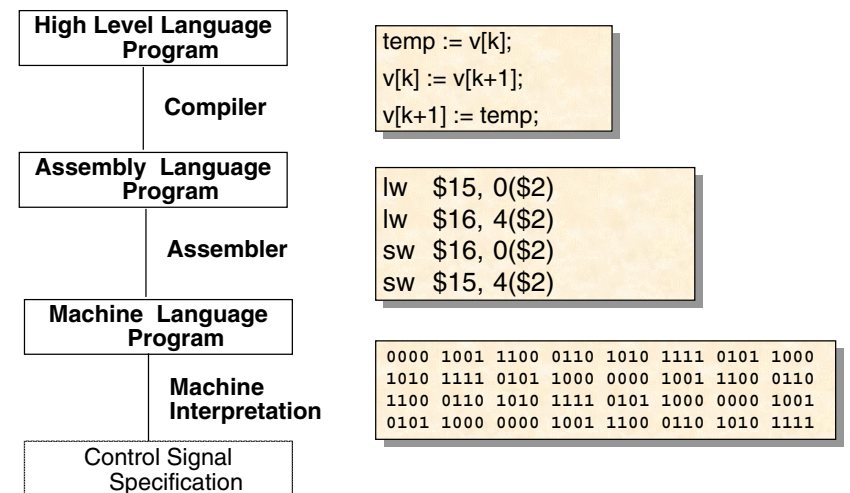 High Level Language
Program
Compiler
Assembly Language
Program
Assembler
Machine Language
Program
Machine
Interpretation
Control Signal
Specification
temp := v[k];
v[k] := v[k+1];
v[k+1] := temp;
lw $15, 0($2)
lw $16, 4($2)
sw $16, 0($2)
sw $15, 4($2)
0000 1001 1100 0110 1010 1111 0101 1000
1010 1111 0101 1000 0000 1001 1100 0110
1100 0110 1010 1111 0101 1000 0000 1001
0101 1000 0000 1001 1100 0110 1010 1111